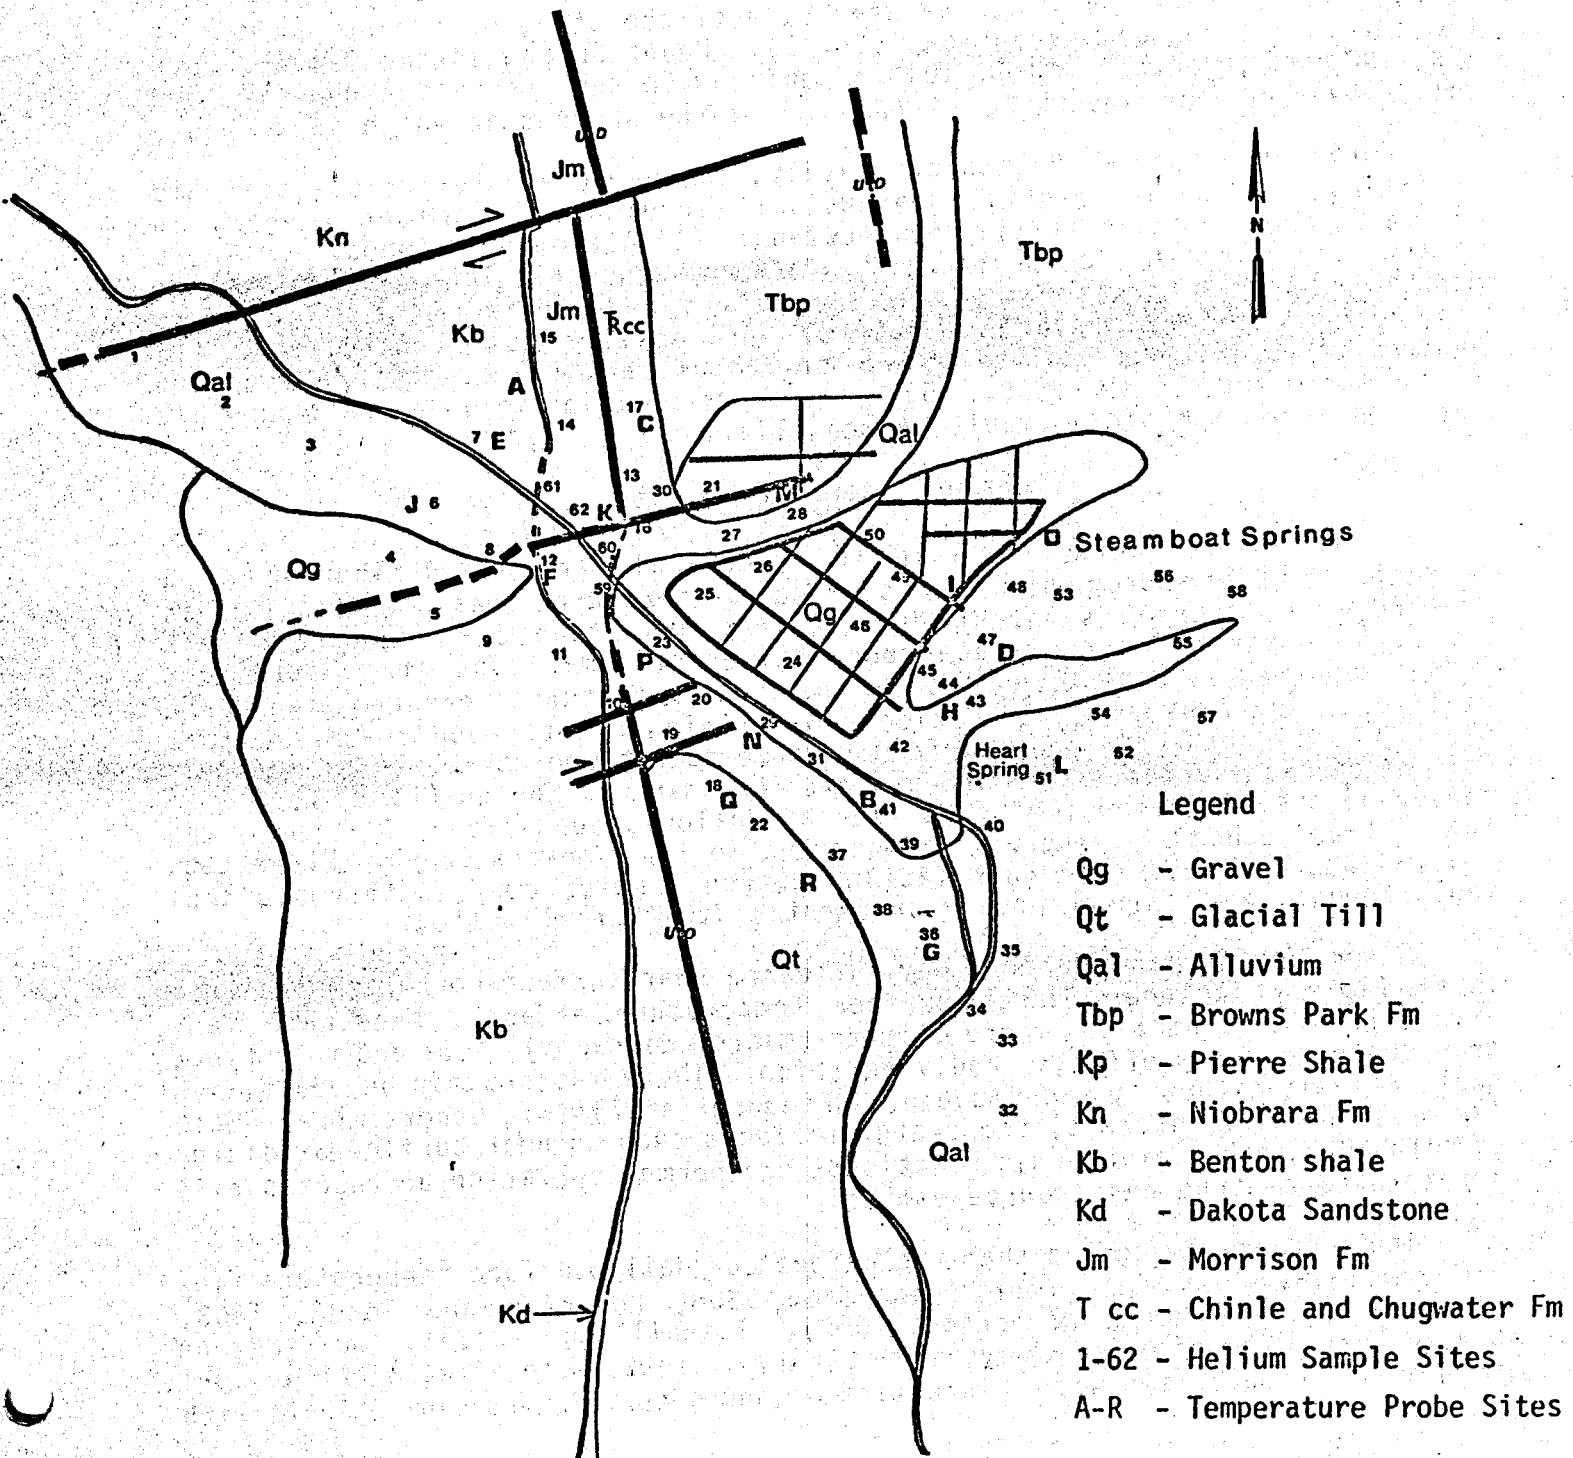 U D
Jm
U D
Kn
N
Tbp
Tbp
Kb
Jm
TRcc
15
1
Qal
2
A
17
C
14
7 E
3
Qal
13
61
30
21
J 6
62
K
28
50
27
Steamboat Springs
8
60
4
Qg
12
F
26
I
56
48
53
58
59
25
Qg
46
5
9
23
47
D
55
11
P
24
45
44
43
20
H
54
57
19
29
N
42
31
Heart
Spring
51 L
52
18
Q
B
41
22
40
39
37
R
38
36
G
35
U D
Qt
34
33
Kb
32
Qal
Kd
Legend
Qg - Gravel
Qt - Glacial Till
Qal - Alluvium
Tbp - Browns Park Fm
Kp - Pierre Shale
Kn - Niobrara Fm
Kb - Benton shale
Kd - Dakota Sandstone
Jm - Morrison Fm
T cc - Chinle and Chugwater Fm
1-62 - Helium Sample Sites
A-R - Temperature Probe Sites